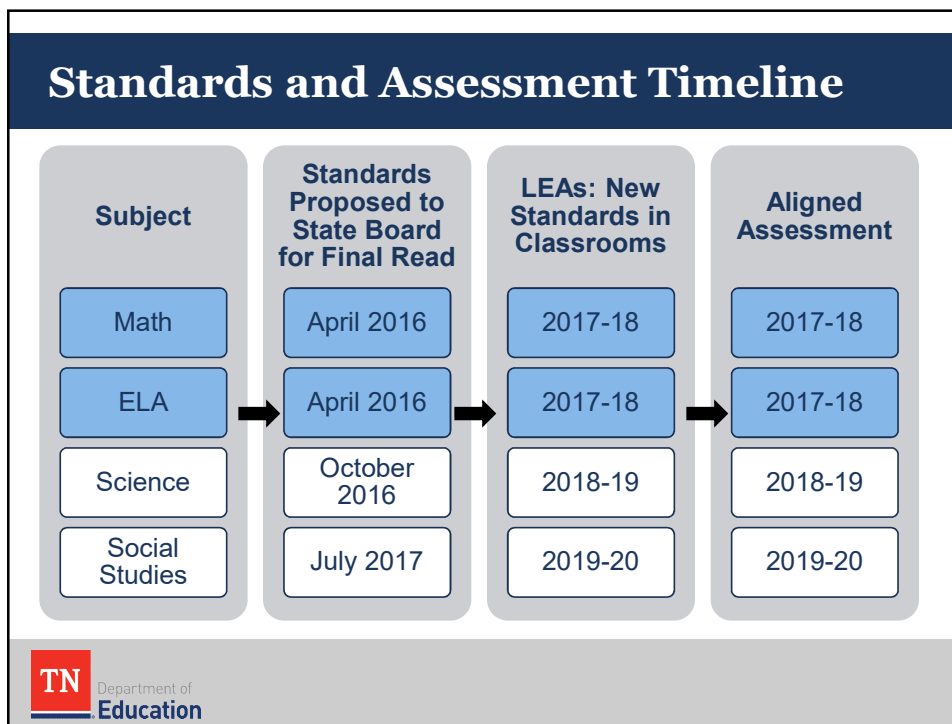 Standards and Assessment Timeline
Subject
Math
ELA
Science
Social
Studies
Standards
Proposed to
State Board
for Final Read
April 2016
April 2016
October
2016
July 2017
LEAs: New
Standards in
Classrooms
2017-18
2017-18
2018-19
2019-20
Aligned
Assessment
2017-18
2017-18
2018-19
2019-20
TN
Department of
Education